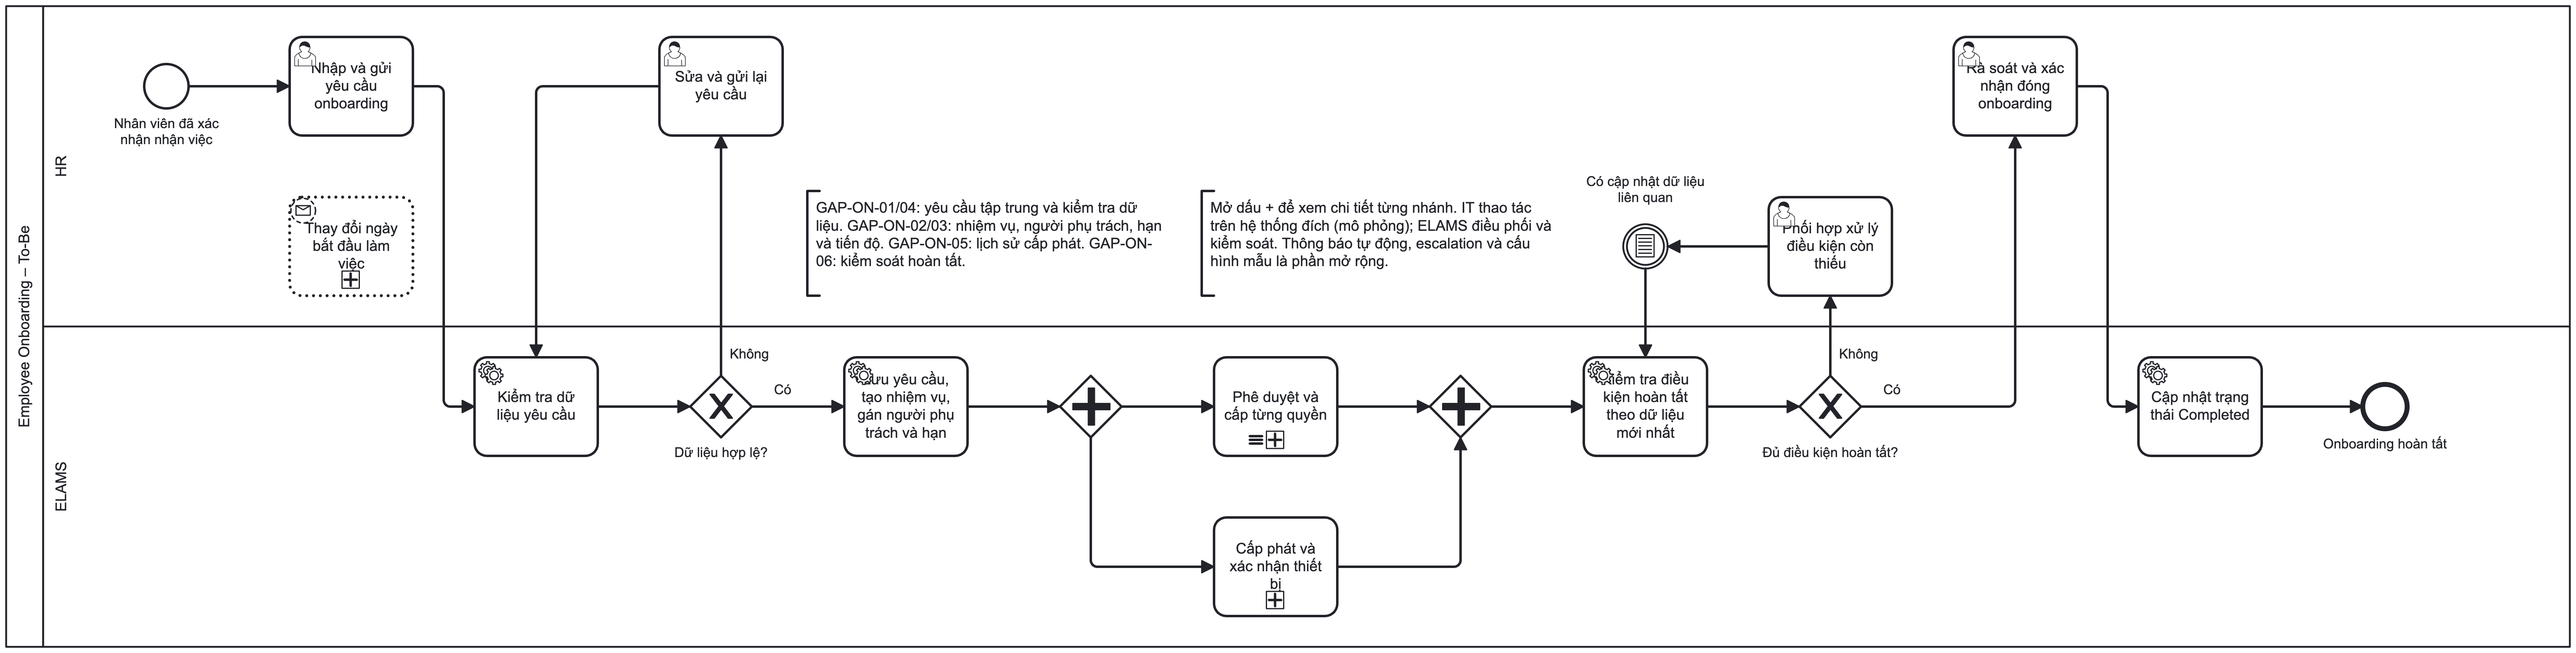 Employee Onboarding – To-Be
HR
Nhân viên đã xác
nhận nhận việc
Nhập và gửi
yêu cầu
onboarding
Thay đổi ngày
bắt đầu làm
việc
Sửa và gửi lại
yêu cầu
GAP-ON-01/04: yêu cầu tập trung và kiểm tra dữ
liệu. GAP-ON-02/03: nhiệm vụ, người phụ trách, hạn
và tiến độ. GAP-ON-05: lịch sử cấp phát. GAP-ON-
06: kiểm soát hoàn tất.
Mở dấu + để xem chi tiết từng nhánh. IT thao tác
trên hệ thống đích (mô phỏng); ELAMS điều phối và
kiểm soát. Thông báo tự động, escalation và cấu
hình mẫu là phần mở rộng.
Có cập nhật dữ liệu
liên quan
Phối hợp xử lý
điều kiện còn
thiếu
Rà soát và xác
nhận đóng
onboarding
ELAMS
Kiểm tra dữ
liệu yêu cầu
Không
Có
Dữ liệu hợp lệ?
Lưu yêu cầu,
tạo nhiệm vụ,
gán người phụ
trách và hạn
Phê duyệt và
cấp từng quyền
Cấp phát và
xác nhận thiết
bị
Kiểm tra điều
kiện hoàn tất
theo dữ liệu
mới nhất
Không
Có
Đủ điều kiện hoàn tất?
Cập nhật trạng
thái Completed
Onboarding hoàn tất